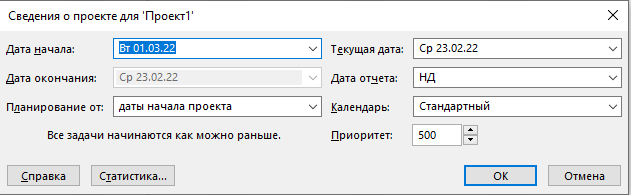 Сведения о проекте для 'Проект1'
Дата начала: Вт 01.03.22 Текущая дата: Ср 23.02.22
Дата окончания: Ср 23.02.22 Дата отчета: НД
Планирование от: даты начала проекта Календарь: Стандартный
Все задачи начинаются как можно раньше. Приоритет: 500
Справка Статистика... ОК Отмена